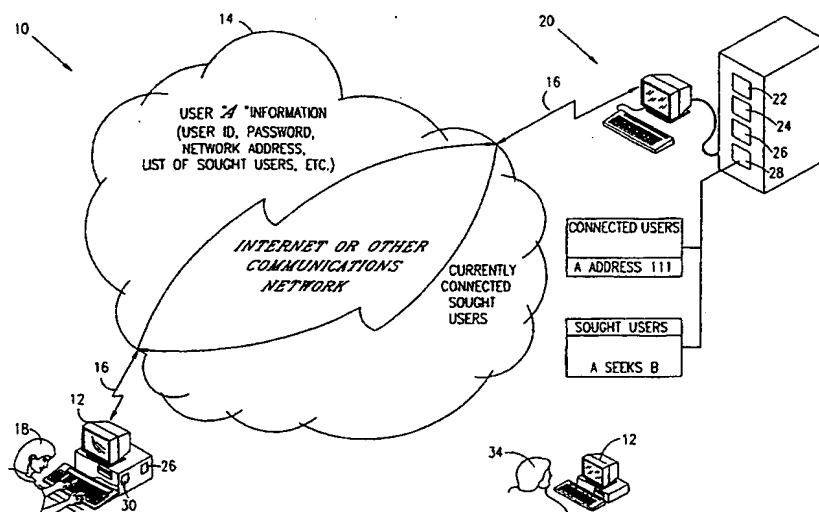 10
14
20
16
22
24
26
28
USER "A" INFORMATION
(USER ID, PASSWORD,
NETWORK ADDRESS,
LIST OF SOUGHT USERS, ETC.)
INTERNET OR OTHER
COMMUNICATIONS
NETWORK
CURRENTLY
CONNECTED
SOUGHT
USERS
CONNECTED USERS
A ADDRESS 111
SOUGHT USERS
A SEEKS B
16
12
18
26
30
34
12